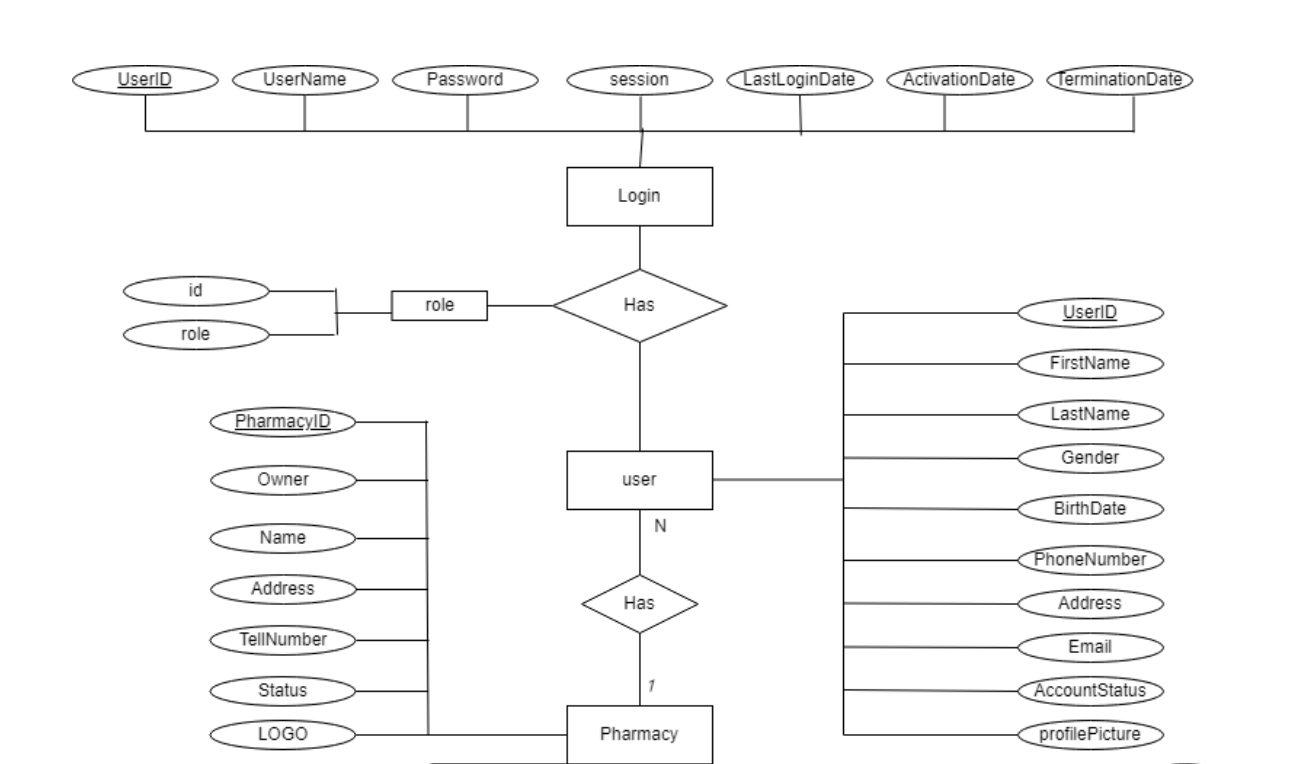 UserID
UserName
Password
session
LastLoginDate
ActivationDate
TerminationDate
Login
id
role
role
Has
UserID
FirstName
LastName
Gender
BirthDate
PhoneNumber
Address
Email
AccountStatus
profilePicture
PharmacyID
Owner
Name
Address
TellNumber
Status
LOGO
user
N
Has
1
Pharmacy